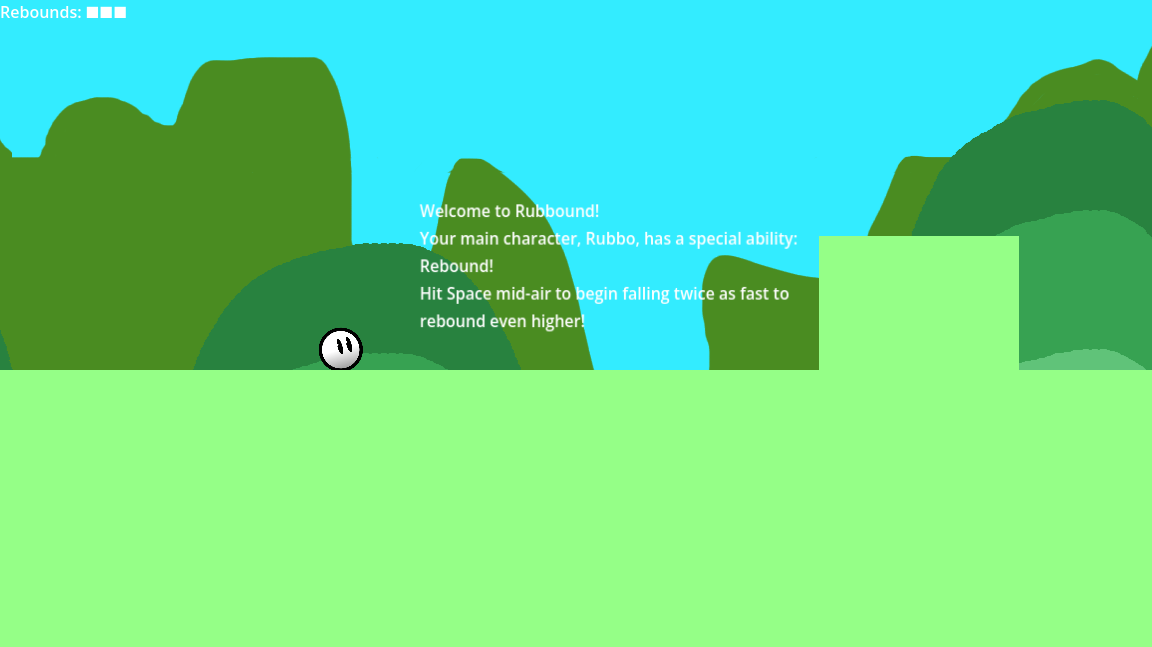 Rebounds: ■■■
Welcome to Rubbound!
Your main character, Rubbo, has a special ability:
Rebound!
Hit Space mid-air to begin falling twice as fast to
rebound even higher!